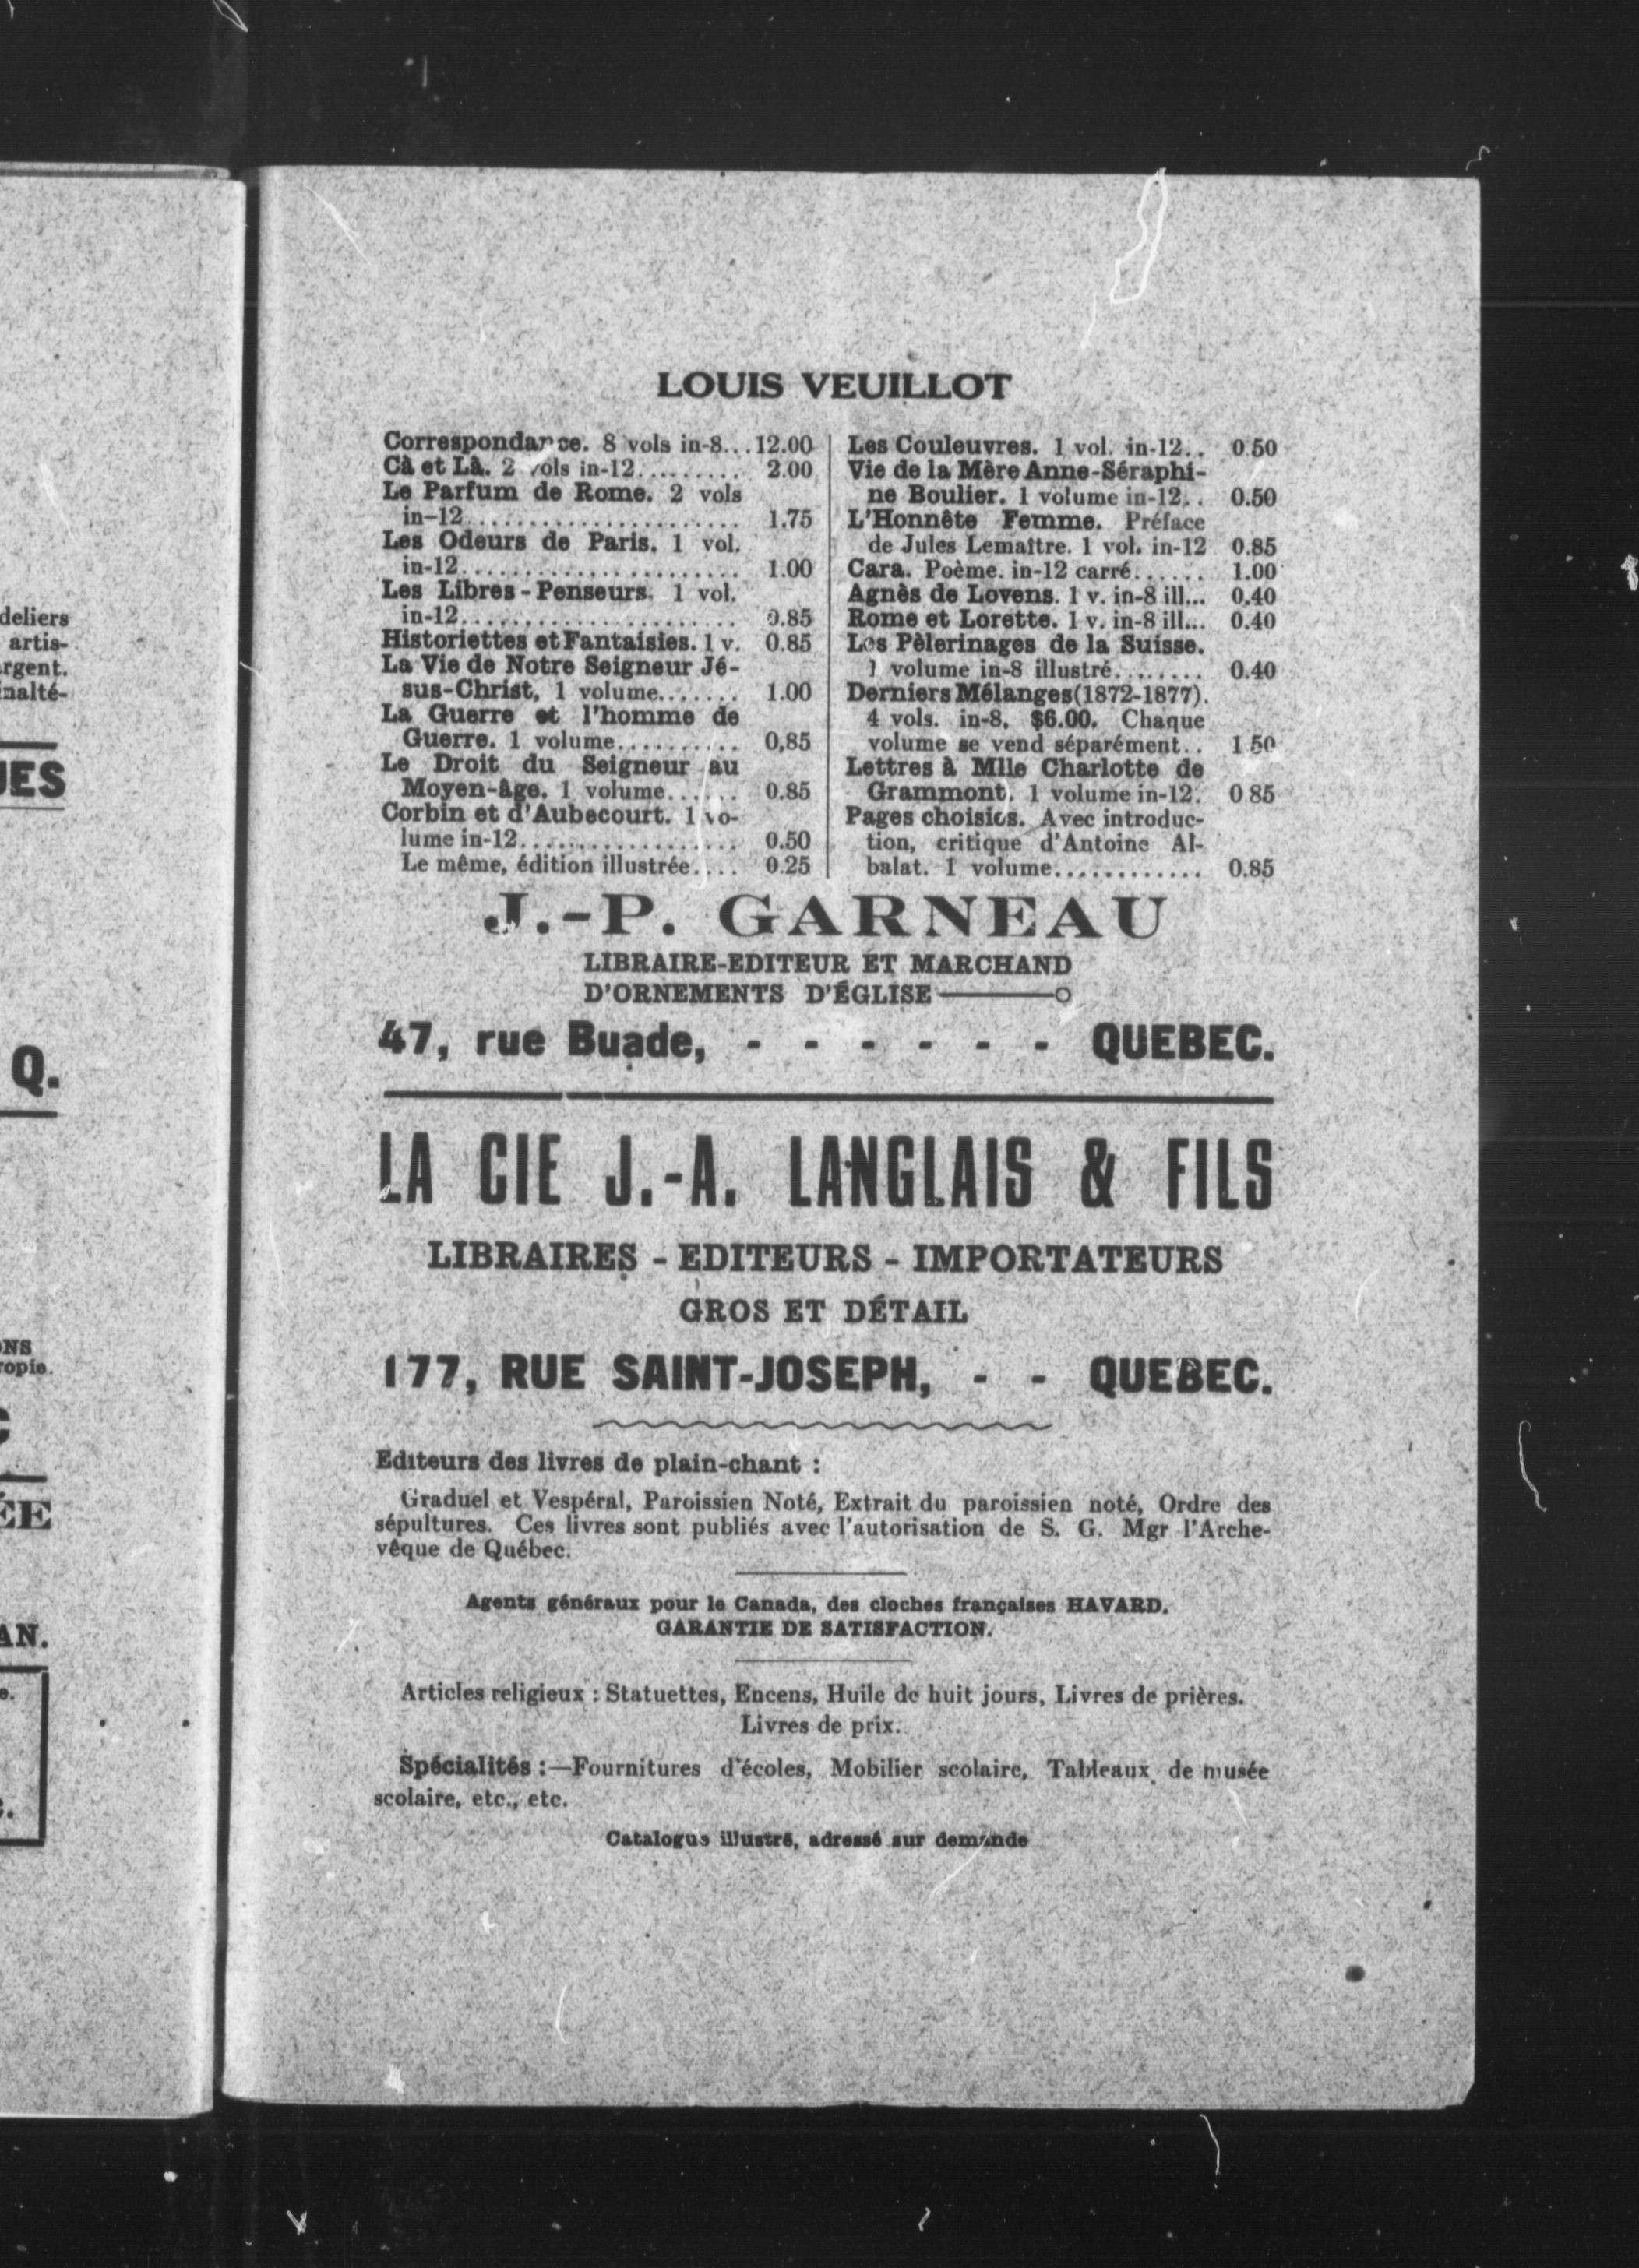 LOUIS VEUILLOT
Correspondance. 8 vols in-8...12.00
Cà et Là. 2 vols in-12......... 2.00
Le Parfum de Rome. 2 vols
in-12...................... 1.75
Les Odeurs de Paris. 1 vol.
in-12...................... 1.00
Les Libres-Penseurs. 1 vol.
in-12...................... 0.85
Historiettes et Fantaisies. 1 v. 0.85
La Vie de Notre Seigneur Jé-
sus-Christ, 1 volume....... 1.00
La Guerre et l'homme de
Guerre. 1 volume.......... 0,85
Le Droit du Seigneur au
Moyen-âge. 1 volume...... 0.85
Corbin et d'Aubecourt. 1 vo-
lume in-12.................. 0.50
Le même, édition illustrée.... 0.25
Les Couleuvres. 1 vol. in-12.. 0.50
Vie de la Mère Anne-Séraphi-
ne Boulier. 1 volume in-12.. 0.50
L'Honnête Femme. Préface
de Jules Lemaître. 1 vol. in-12 0.85
Cara. Poème. in-12 carré...... 1.00
Agnès de Lovens. 1 v. in-8 ill... 0.40
Rome et Lorette. 1 v. in-8 ill... 0.40
Les Pèlerinages de la Suisse.
1 volume in-8 illustré........ 0.40
Derniers Mélanges (1872-1877).
4 vols. in-8. $6.00. Chaque
volume se vend séparément.. 1 50
Lettres à Mlle Charlotte de
Grammont. 1 volume in-12. 0 85
Pages choisies. Avec introduc-
tion, critique d'Antoine Al-
balat. 1 volume............ 0.85
J.-P. GARNEAU
LIBRAIRE-EDITEUR ET MARCHAND
D'ORNEMENTS D'ÉGLISE
47, rue Buade, - - - - - - QUEBEC.
LA CIE J.-A. LANGLAIS & FILS
LIBRAIRES - EDITEURS - IMPORTATEURS
GROS ET DÉTAIL
177, RUE SAINT-JOSEPH, - - QUEBEC.
Editeurs des livres de plain-chant :
Graduel et Vespéral, Paroissien Noté, Extrait du paroissien noté, Ordre des
sépultures. Ces livres sont publiés avec l'autorisation de S. G. Mgr l'Arche-
vêque de Québec.
Agents généraux pour le Canada, des cloches françaises HAVARD.
GARANTIE DE SATISFACTION.
Articles religieux : Statuettes, Encens, Huile de huit jours, Livres de prières.
Livres de prix.
Spécialités :—Fournitures d'écoles, Mobilier scolaire, Tableaux de musée
scolaire, etc., etc.
Catalogue illustré, adressé sur demande